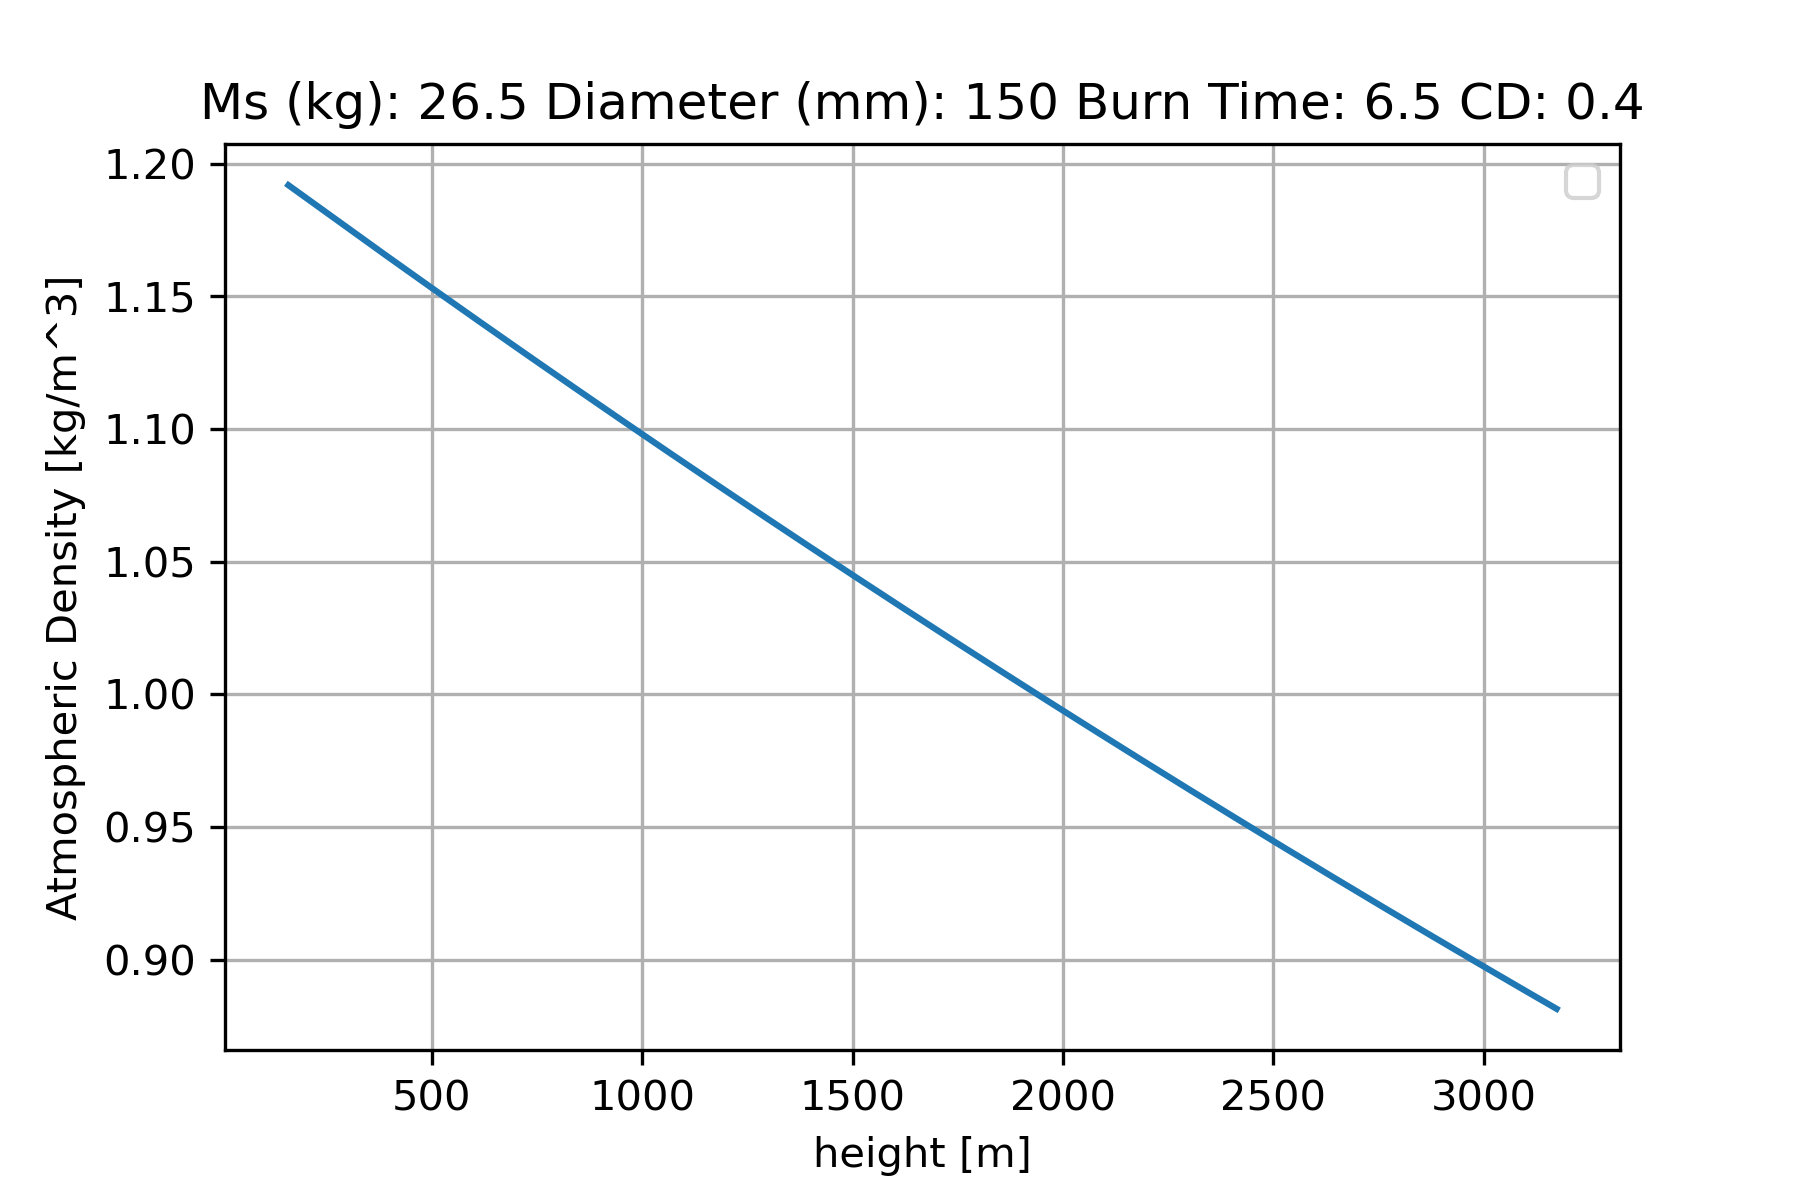 Ms (kg): 26.5 Diameter (mm): 150 Burn Time: 6.5 CD: 0.4
Atmospheric Density [kg/m^3]
1.20
1.15
1.10
1.05
1.00
0.95
0.90
500 1000 1500 2000 2500 3000
height [m]